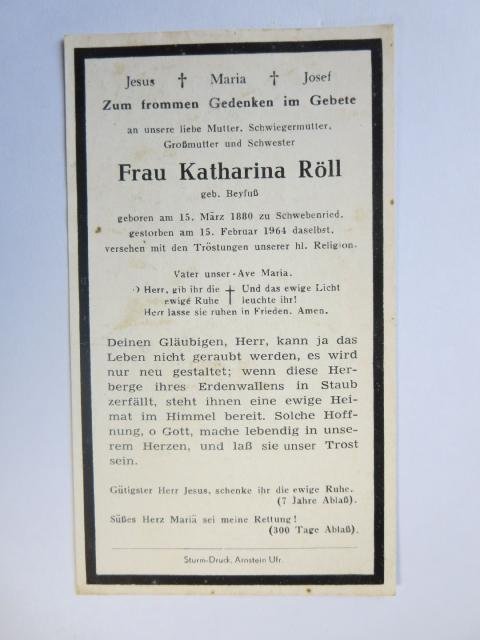 Jesus † Maria † Josef
Zum frommen Gedenken im Gebete
an unsere liebe Mutter, Schwiegermutter,
Großmutter und Schwester
Frau Katharina Röll
geb. Beyfuß
geboren am 15. März 1880 zu Schwebenried.
gestorben am 15. Februar 1964 daselbst,
versehen mit den Tröstungen unserer hl. Religion.
Vater unser - Ave Maria.
O Herr, gib ihr die † Und das ewige Licht
ewige Ruhe leuchte ihr!
Herr lasse sie ruhen in Frieden. Amen.
Deinen Gläubigen, Herr, kann ja das
Leben nicht geraubt werden, es wird
nur neu gestaltet; wenn diese Her-
berge ihres Erdenwallens in Staub
zerfällt, steht ihnen eine ewige Hei-
mat im Himmel bereit. Solche Hoff-
nung, o Gott, mache lebendig in unse-
rem Herzen, und laß sie unser Trost
sein.
Gütigster Herr Jesus, schenke ihr die ewige Ruhe.
(7 Jahre Ablaß).
Süßes Herz Mariä sei meine Rettung!
(300 Tage Ablaß).
Sturm-Druck, Arnstein Ufr.